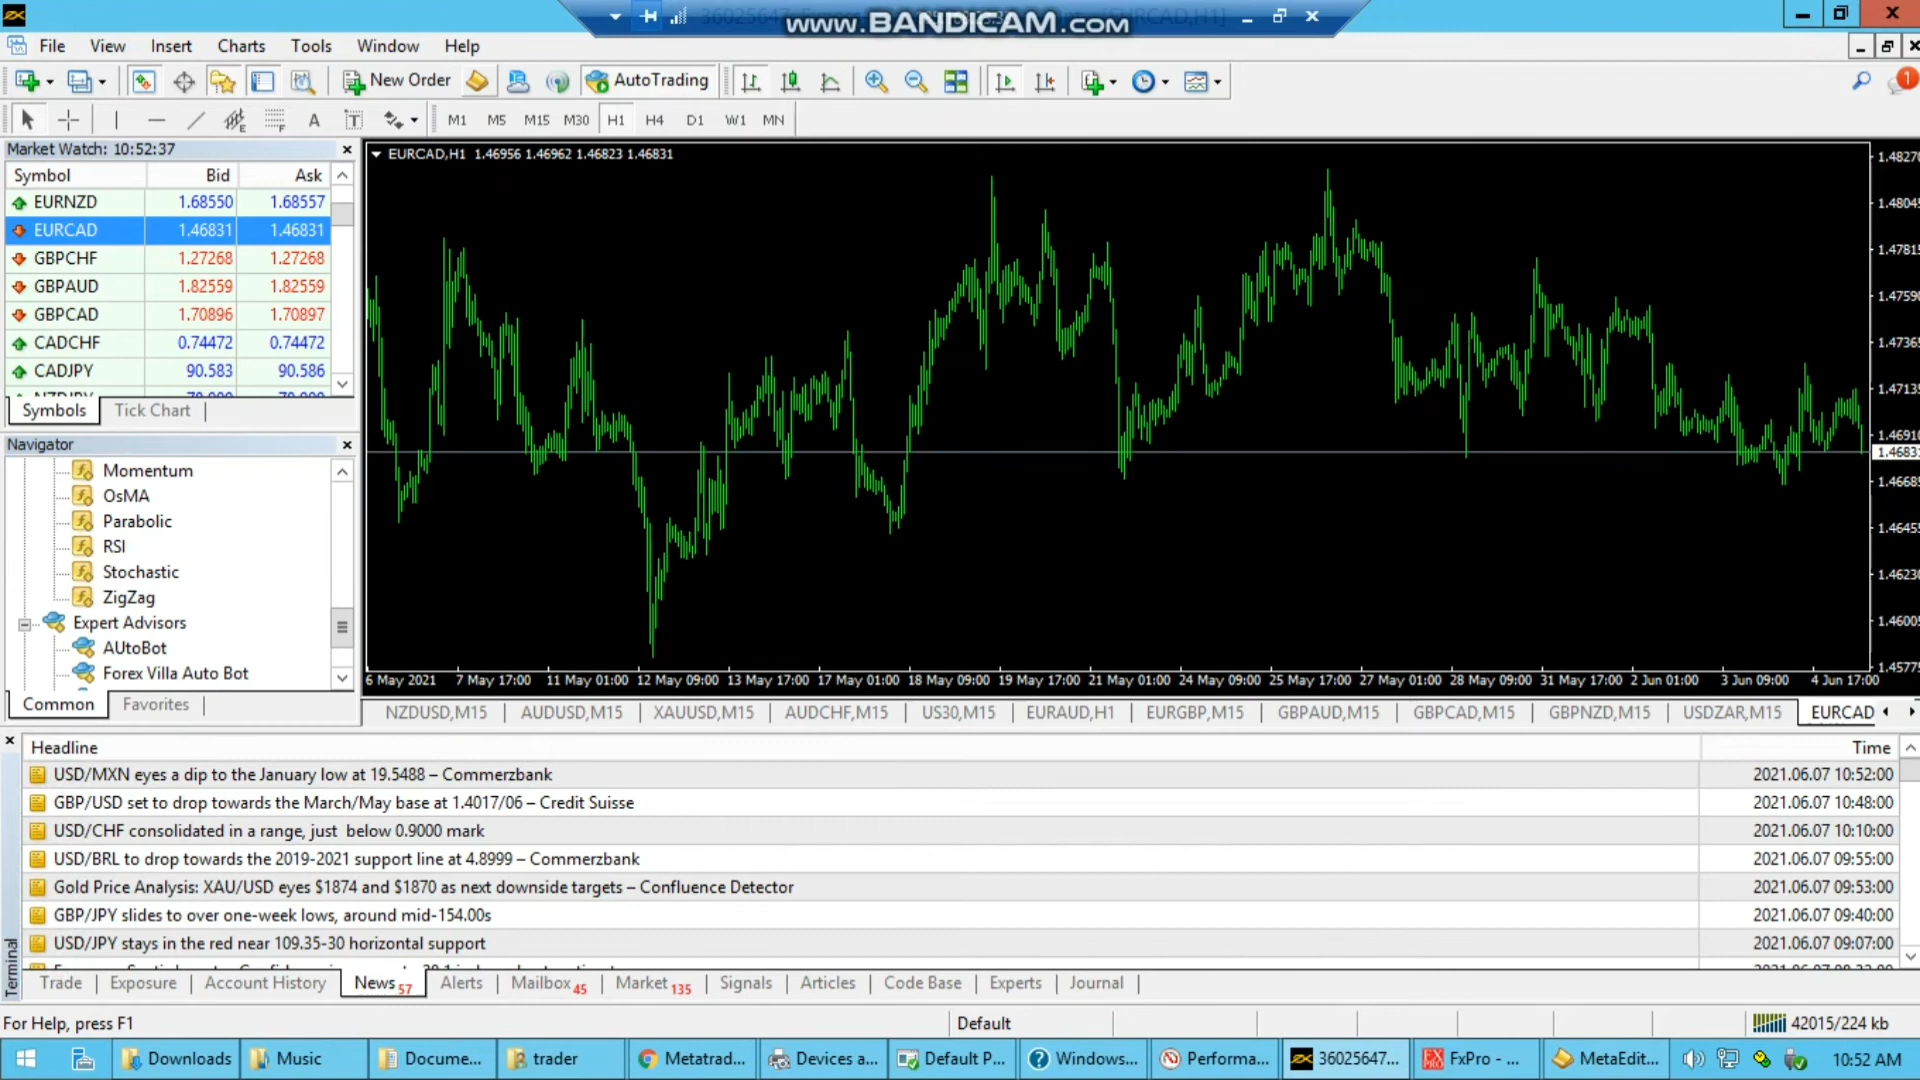 www.BANDICAM.com
File View Insert Charts Tools Window Help
New Order AutoTrading
1
A T M1 M5 M15 M30 H1 H4 D1 W1 MN
Market Watch: 10:52:37
Symbol Bid Ask
EURNZD 1.68550 1.68557
EURCAD 1.46831 1.46831
GBPCHF 1.27268 1.27268
GBPAUD 1.82559 1.82559
GBPCAD 1.70896 1.70897
CADCHF 0.74472 0.74472
CADJPY 90.583 90.586
Symbols Tick Chart
Navigator
Momentum
OsMA
Parabolic
RSI
Stochastic
ZigZag
Expert Advisors
AUtoBot
Forex Villa Auto Bot
Common Favorites
EURCAD,H1 1.46956 1.46962 1.46823 1.46831
1.48270
1.48045
1.47815
1.47590
1.47365
1.47135
1.46910
1.46831
1.46685
1.46455
1.46230
1.46005
1.45775
6 May 2021 7 May 17:00 11 May 01:00 12 May 09:00 13 May 17:00 17 May 01:00 18 May 09:00 19 May 17:00 21 May 01:00 24 May 09:00 25 May 17:00 27 May 01:00 28 May 09:00 31 May 17:00 2 Jun 01:00 3 Jun 09:00 4 Jun 17:00
NZDUSD,M15 AUDUSD,M15 XAUUSD,M15 AUDCHF,M15 US30,M15 EURAUD,H1 EURGBP,M15 GBPAUD,M15 GBPCAD,M15 GBPNZD,M15 USDZAR,M15 EURCAD
Headline Time
USD/MXN eyes a dip to the January low at 19.5488 – Commerzbank 2021.06.07 10:52:00
GBP/USD set to drop towards the March/May base at 1.4017/06 – Credit Suisse 2021.06.07 10:48:00
USD/CHF consolidated in a range, just below 0.9000 mark 2021.06.07 10:10:00
USD/BRL to drop towards the 2019-2021 support line at 4.8999 – Commerzbank 2021.06.07 09:55:00
Gold Price Analysis: XAU/USD eyes $1874 and $1870 as next downside targets – Confluence Detector 2021.06.07 09:53:00
GBP/JPY slides to over one-week lows, around mid-154.00s 2021.06.07 09:40:00
USD/JPY stays in the red near 109.35-30 horizontal support 2021.06.07 09:07:00
Terminal
Trade Exposure Account History News 57 Alerts Mailbox 45 Market 135 Signals Articles Code Base Experts Journal
For Help, press F1 Default 42015/224 kb
Downloads Music Docume... trader Metatrad... Devices a... Default P... Windows... Performa... 36025647... FxPro - ... MetaEdit... 10:52 AM